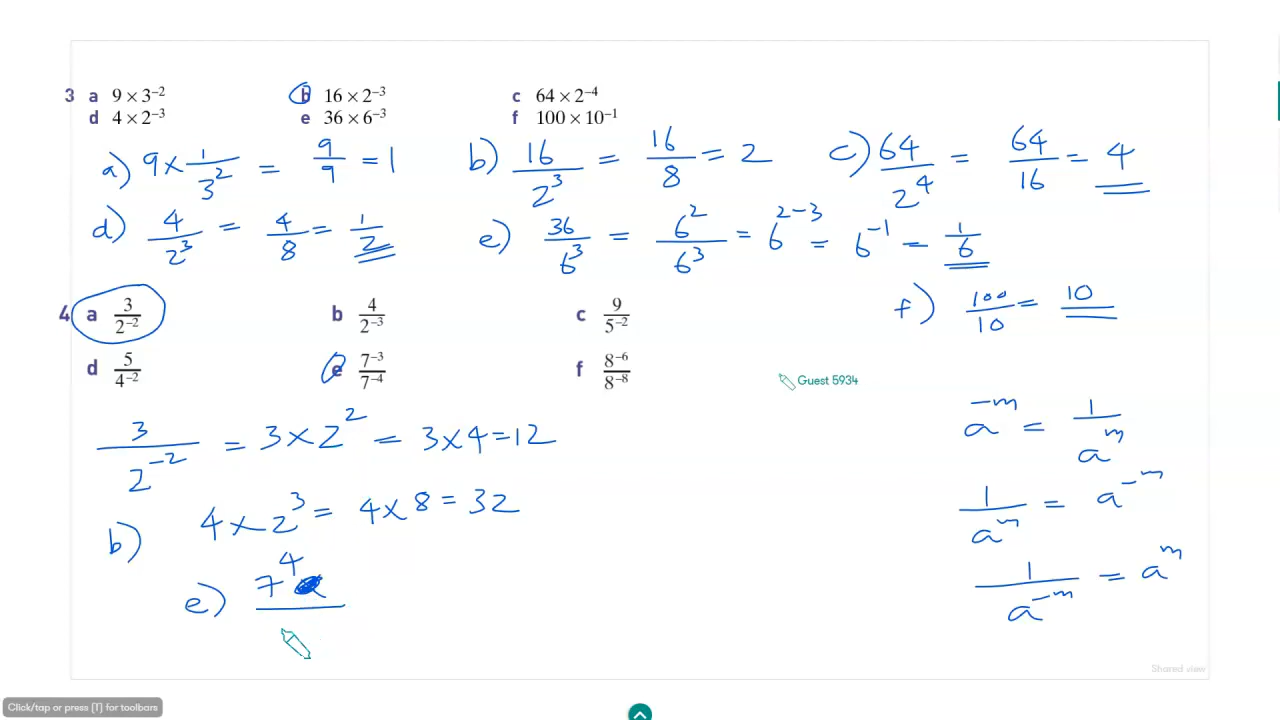 3 a 9 × 3⁻² b 16 × 2⁻³ c 64 × 2⁻⁴
d 4 × 2⁻³ e 36 × 6⁻³ f 100 × 10⁻¹
a) 9 × 1/3² = 9/9 = 1 b) 16/2³ = 16/8 = 2 c) 64/2⁴ = 64/16 = 4
d) 4/2³ = 4/8 = 1/2 e) 36/6³ = 6²/6³ = 6²⁻³ = 6⁻¹ = 1/6
f) 100/10 = 10
4 a 3/2⁻² b 4/2⁻³ c 9/5⁻²
d 5/4⁻² e 7⁻³/7⁻⁴ f 8⁻⁶/8⁻⁸
Guest 5934
3/2⁻² = 3 × 2² = 3 × 4 = 12
b) 4 × 2³ = 4 × 8 = 32
e) 7⁴
a⁻ᵐ = 1/aᵐ
1/aᵐ = a⁻ᵐ
1/a⁻ᵐ = aᵐ
Shared view
Click/tap or press [T] for toolbars